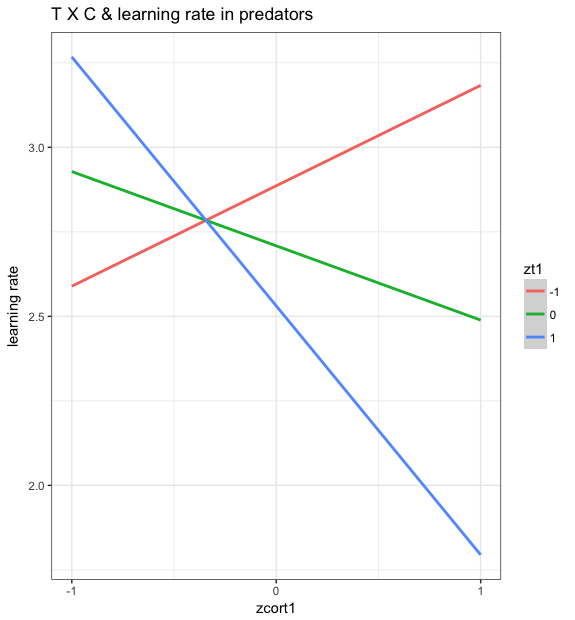 T X C & learning rate in predators
learning rate
3.0
2.5
2.0
-1
0
1
zcort1
zt1
-1
0
1